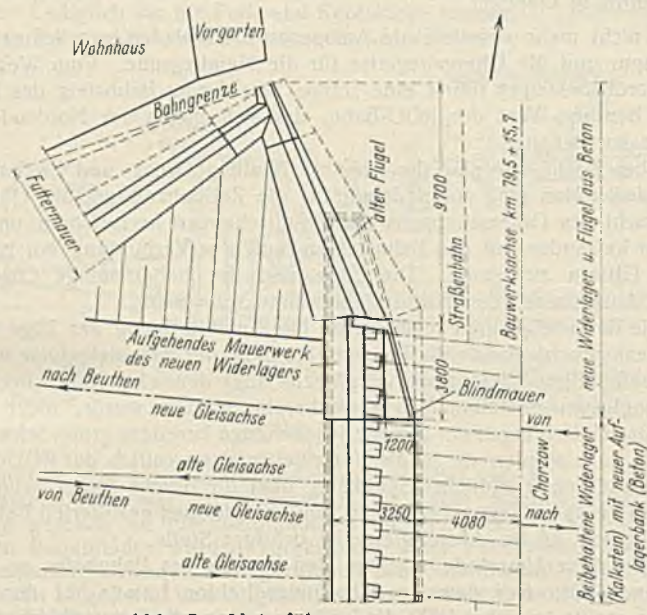 Vorgarten
Wohnhaus
Bahngrenze
Futtermauer
alter Flügel
9700
Straßenbahn
Bauwerksachse km 79,5 + 15,7
neue Widerlager u. Flügel aus Beton
Aufgehendes Mauerwerk
des neuen Widerlagers
3800
Blindmauer
nach Beuthen
neue Gleisachse
von
1200
Chorzow
alte Gleisachse
von Beuthen
neue Gleisachse
3250
4080
nach
alte Gleisachse
Beibehaltene Widerlager
(Kalkstein) mit neuer Auf-
lagerbank (Beton)